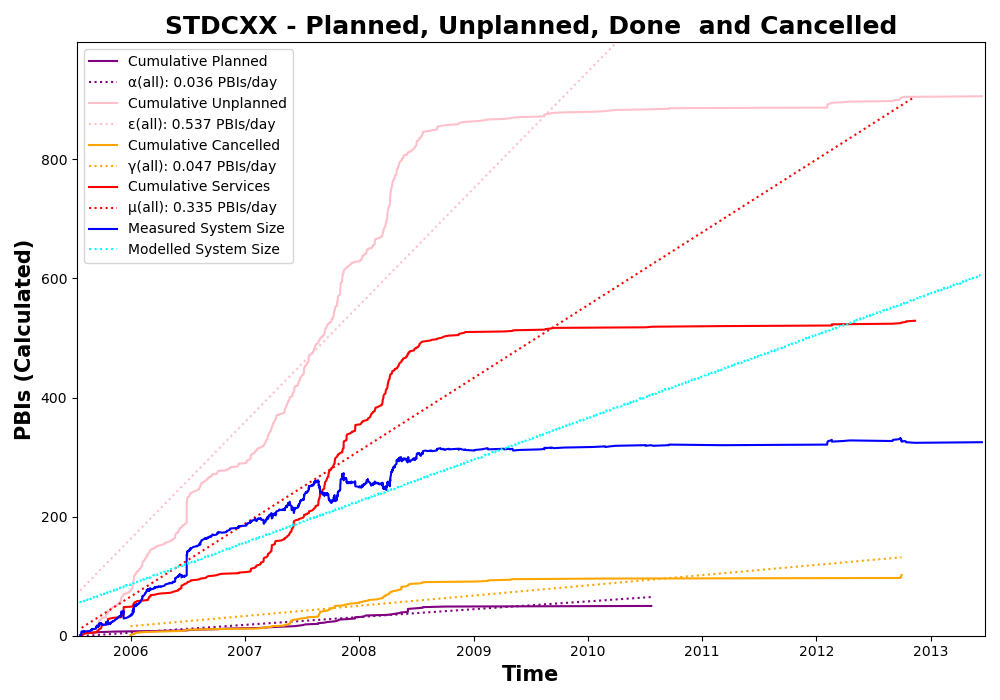 STDCXX - Planned, Unplanned, Done  and Cancelled
Cumulative Planned
α(all): 0.036 PBIs/day
Cumulative Unplanned
ε(all): 0.537 PBIs/day
Cumulative Cancelled
γ(all): 0.047 PBIs/day
Cumulative Services
μ(all): 0.335 PBIs/day
Measured System Size
Modelled System Size
PBIs (Calculated)
800
600
400
200
0
2006 2007 2008 2009 2010 2011 2012 2013
Time